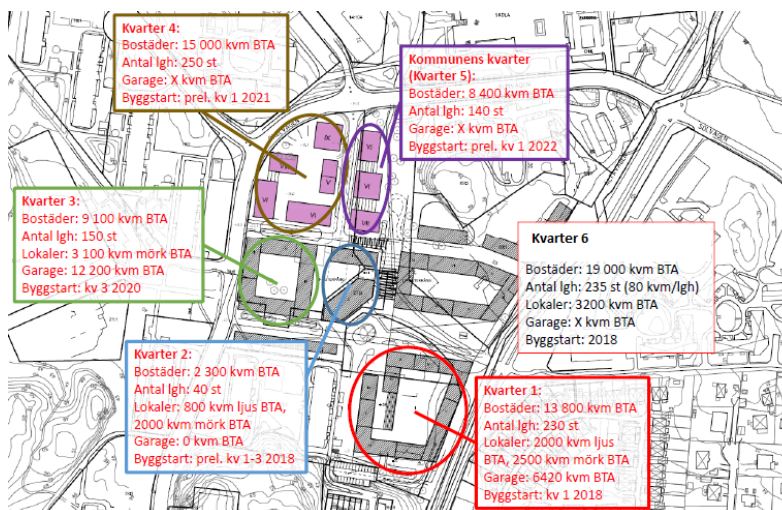 Kvarter 4:
Bostäder: 15 000 kvm BTA
Antal lgh: 250 st
Garage: X kvm BTA
Byggstart: prel. kv 1 2021
Kommunens kvarter
(Kvarter 5):
Bostäder: 8 400 kvm BTA
Antal lgh: 140 st
Garage: X kvm BTA
Byggstart: prel. kv 1 2022
Kvarter 3:
Bostäder: 9 100 kvm BTA
Antal lgh: 150 st
Lokaler: 3 100 kvm mörk BTA
Garage: 12 200 kvm BTA
Byggstart: kv 3 2020
Kvarter 6
Bostäder: 19 000 kvm BTA
Antal lgh: 235 st (80 kvm/lgh)
Lokaler: 3200 kvm BTA
Garage: X kvm BTA
Byggstart: 2018
Kvarter 2:
Bostäder: 2 300 kvm BTA
Antal lgh: 40 st
Lokaler: 800 kvm ljus BTA,
2000 kvm mörk BTA
Garage: 0 kvm BTA
Byggstart: prel. kv 1-3 2018
Kvarter 1:
Bostäder: 13 800 kvm BTA
Antal lgh: 230 st
Lokaler: 2000 kvm ljus
BTA, 2500 kvm mörk BTA
Garage: 6420 kvm BTA
Byggstart: kv 1 2018
SKOLA
SOLVÄGEN
IX
V
VI
VI
VI
VI